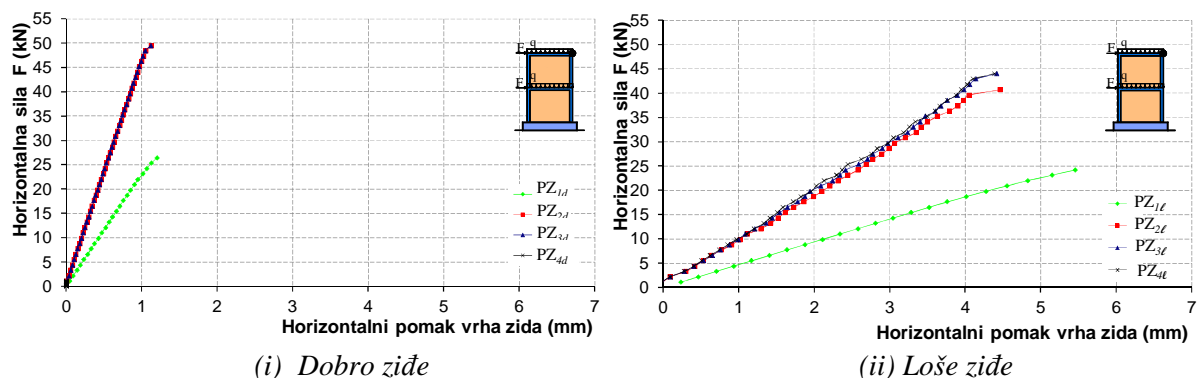 Horizontalna sila F (kN)
55
50
45
40
35
30
25
20
15
10
5
0
0 1 2 3 4 5 6 7
Horizontalni pomak vrha zida (mm)
F q
F q
PZ1d
PZ2d
PZ3d
PZ4d
(i) Dobro ziđe
Horizontalna sila F (kN)
55
50
45
40
35
30
25
20
15
10
5
0
0 1 2 3 4 5 6 7
Horizontalni pomak vrha zida (mm)
F q
F q
PZ1ℓ
PZ2ℓ
PZ3ℓ
PZ4ℓ
(ii) Loše ziđe